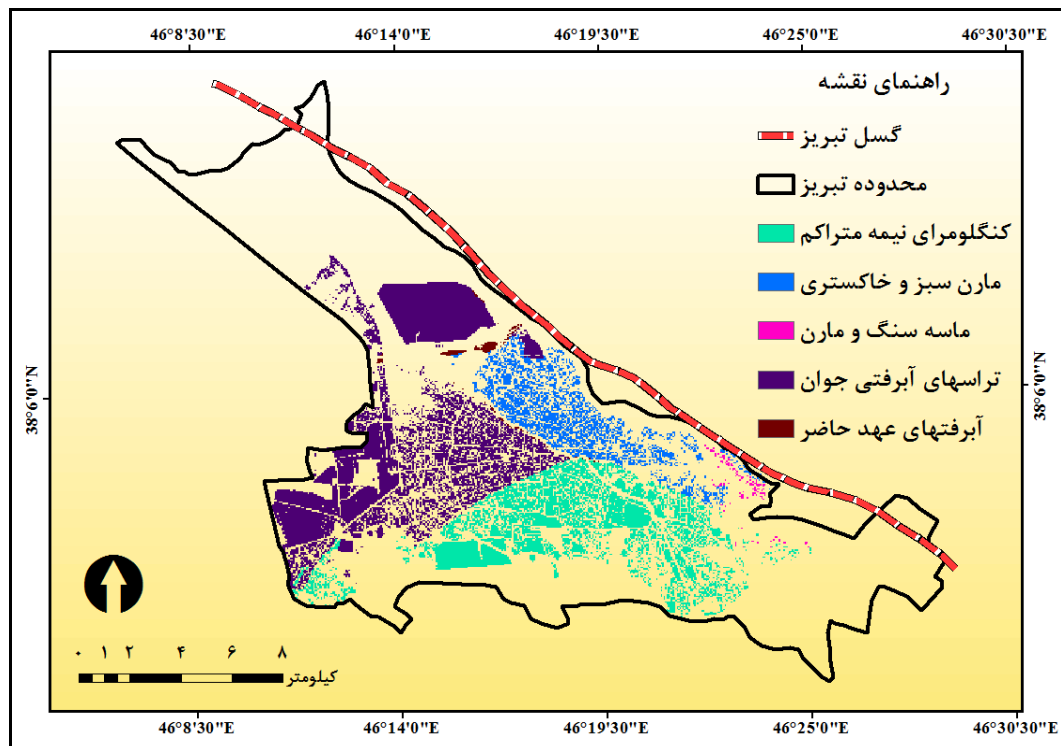 46°8'30"E 46°14'0"E 46°19'30"E 46°25'0"E 46°30'30"E
راهنمای نقشه
گسل تبریز
محدوده تبریز
کنگلومرای نیمه متراکم
مارن سبز و خاکستری
ماسه سنگ و مارن
تراسهای آبرفتی جوان
آبرفتهای عهد حاضر
38°6'0"N
38°6'0"N
۰ ۱ ۲ ۴ ۶ ۸
کیلومتر
46°8'30"E 46°14'0"E 46°19'30"E 46°25'0"E 46°30'30"E